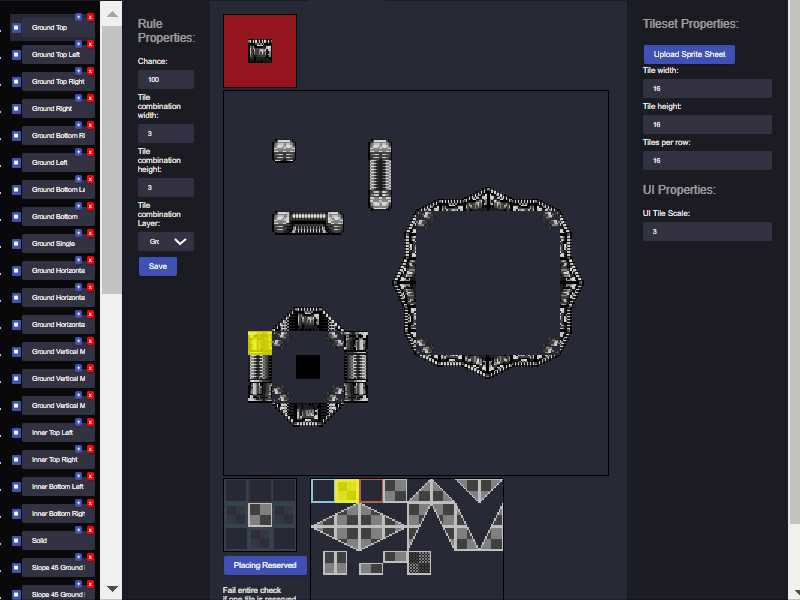 Ground Top
Ground Top Left
Ground Top Right
Ground Right
Ground Bottom Ri
Ground Left
Ground Bottom Le
Ground Bottom
Ground Single
Ground Horizonta
Ground Horizonta
Ground Horizonta
Ground Vertical M
Ground Vertical M
Ground Vertical M
Inner Top Left
Inner Top Right
Inner Bottom Left
Inner Bottom Righ
Solid
Slope 45 Ground
Slope 45 Ground
Rule
Properties:
Chance:
100
Tile
combination
width:
3
Tile
combination
height:
3
Tile
combination
Layer:
Gro
Save
Placing Reserved
Fail entire check
if one tile is reserved
Tileset Properties:
Upload Sprite Sheet
Tile width:
16
Tile height:
16
Tiles per row:
16
UI Properties:
UI Tile Scale:
3